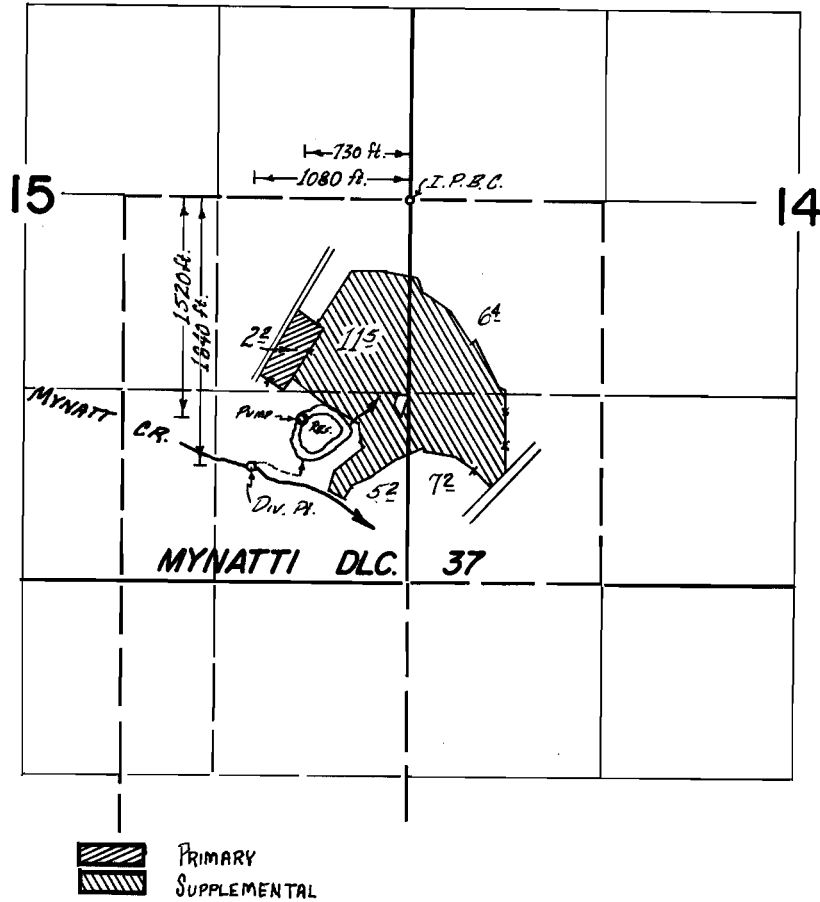 730 ft.
1080 ft.
I.P.B.C.
15
14
1520 ft.
1840 ft.
6 4
2 2
11 5
MYNATT CR.
PUMP
RES.
5 2
7 2
DIV. PT.
MYNATTI DLC. 37
PRIMARY
SUPPLEMENTAL